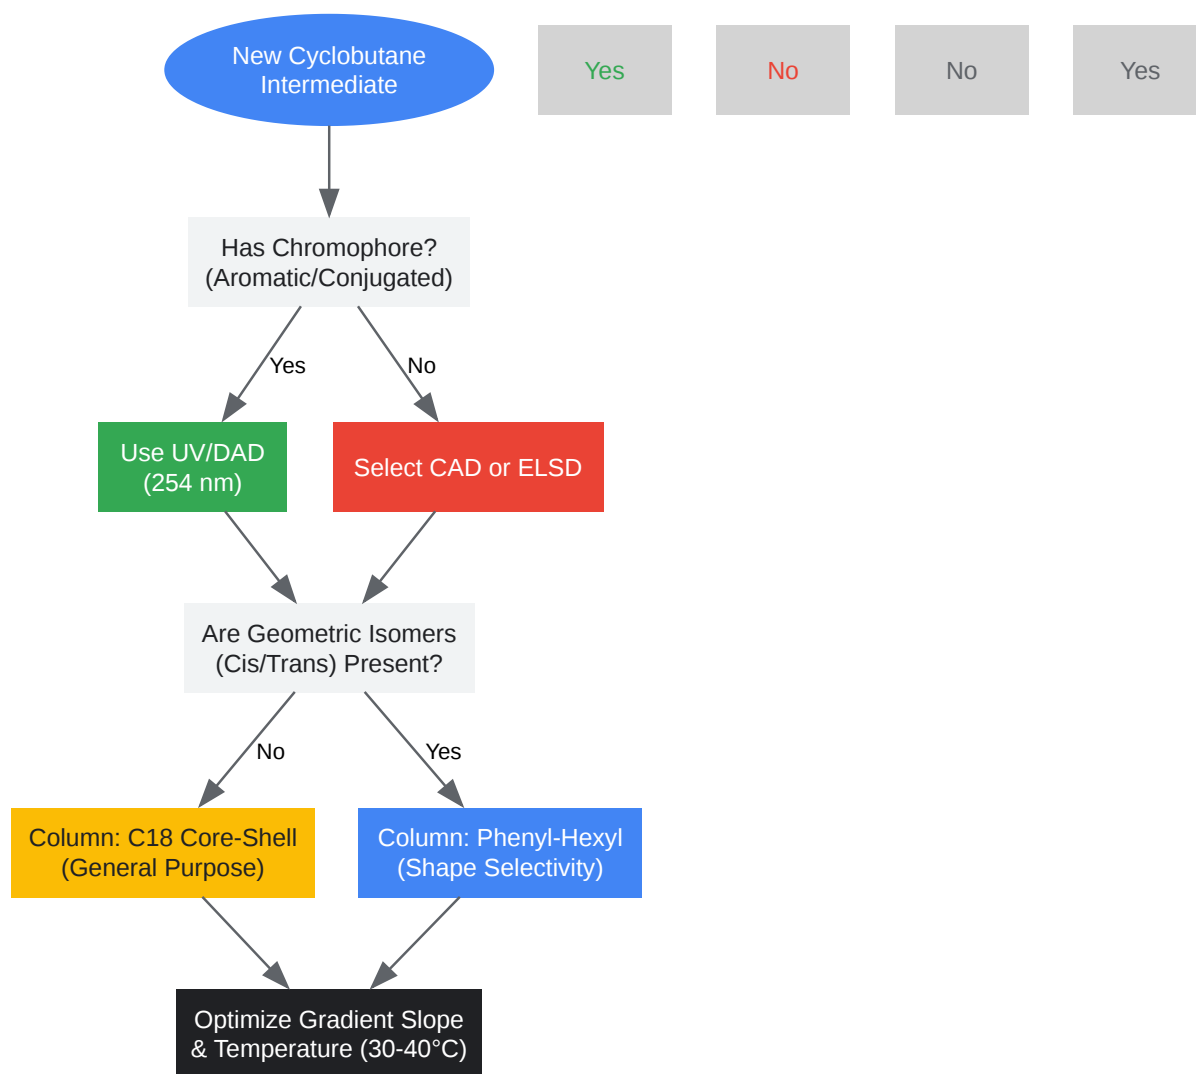 New Cyclobutane
Intermediate
Yes
No
No
Yes
Has Chromophore?
(Aromatic/Conjugated)
Yes
No
Use UV/DAD
(254 nm)
Select CAD or ELSD
Are Geometric Isomers
(Cis/Trans) Present?
No
Yes
Column: C18 Core-Shell
(General Purpose)
Column: Phenyl-Hexyl
(Shape Selectivity)
Optimize Gradient Slope
& Temperature (30-40°C)